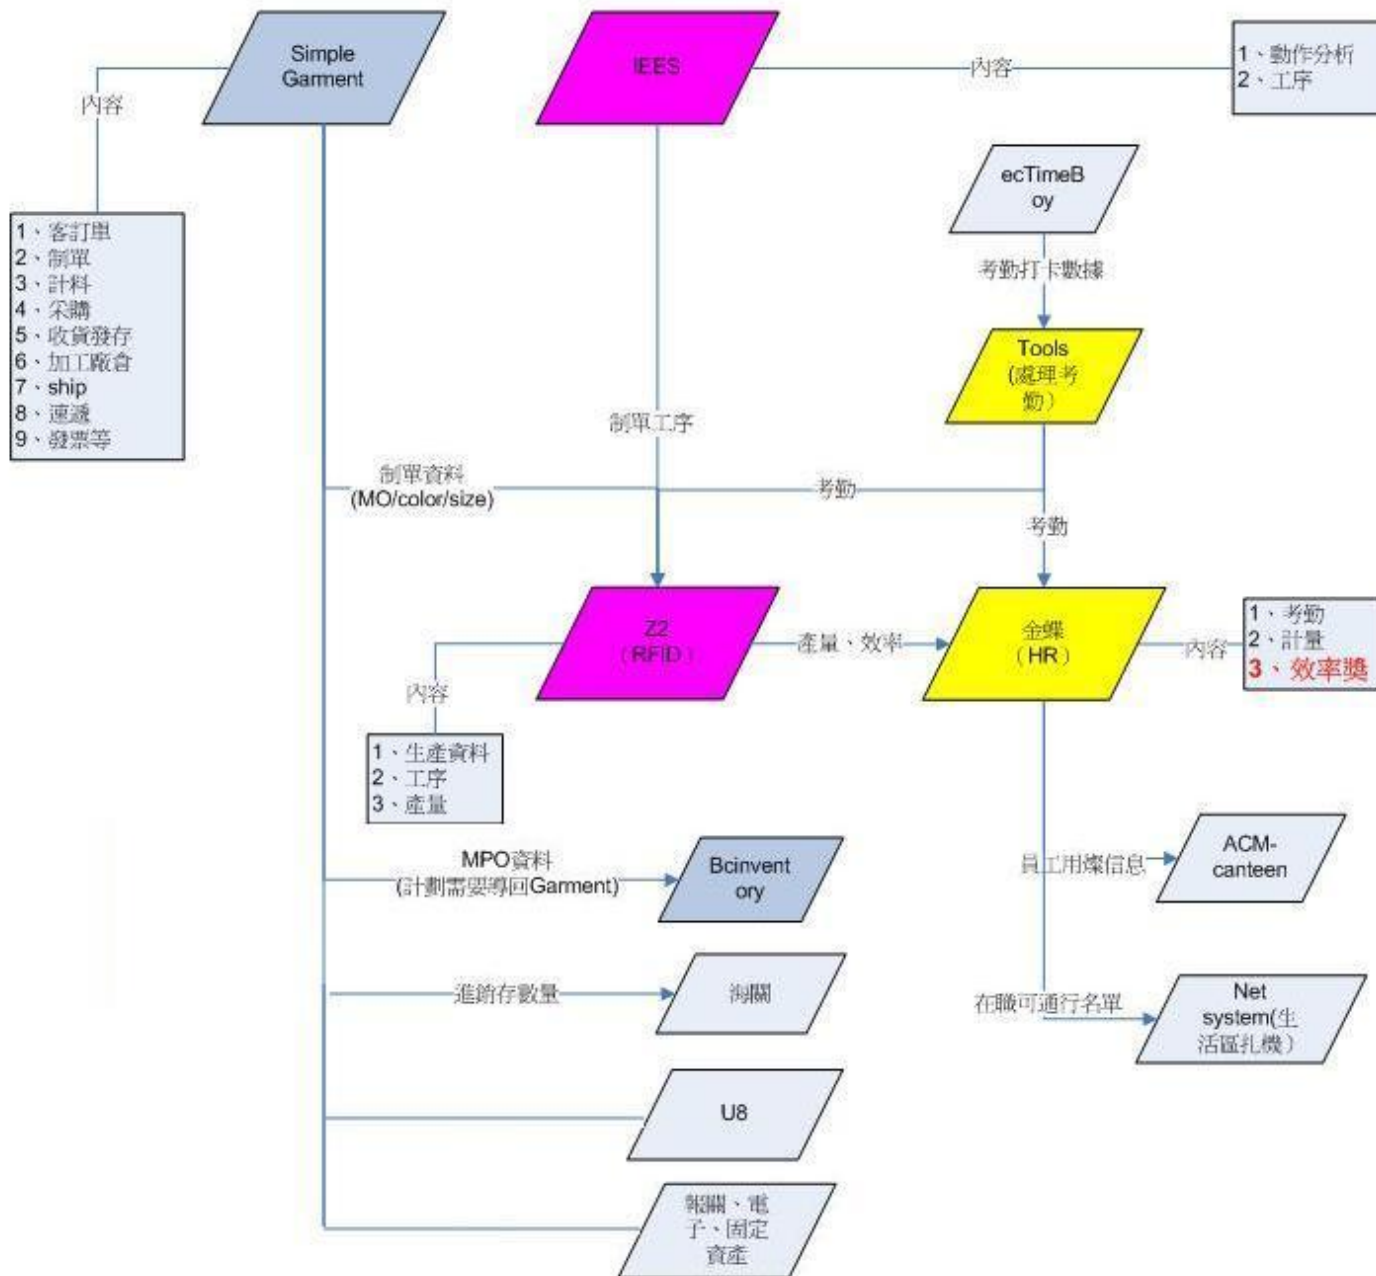 Simple
Garment
IEES
內容
1、動作分析
2、工序
內容
ecTimeB
oy
1、客訂單
2、制單
3、計料
4、采購
5、收貨發存
6、加工廠倉
7、ship
8、速遞
9、發票等
考勤打卡數據
Tools
(處理考
勤）
制單工序
制單資料
(MO/color/size)
考勤
考勤
Z2
（RFID）
產量、效率
金蝶
（HR）
內容
1、考勤
2、計量
3、效率獎
內容
1、生產資料
2、工序
3、產量
MPO資料
(計劃需要導回Garment)
Bcinvent
ory
員工用燦信息
ACM-
canteen
進銷存數量
海關
在職可通行名單
Net
system(生
活區扎機）
U8
報關、電
子、固定
資產